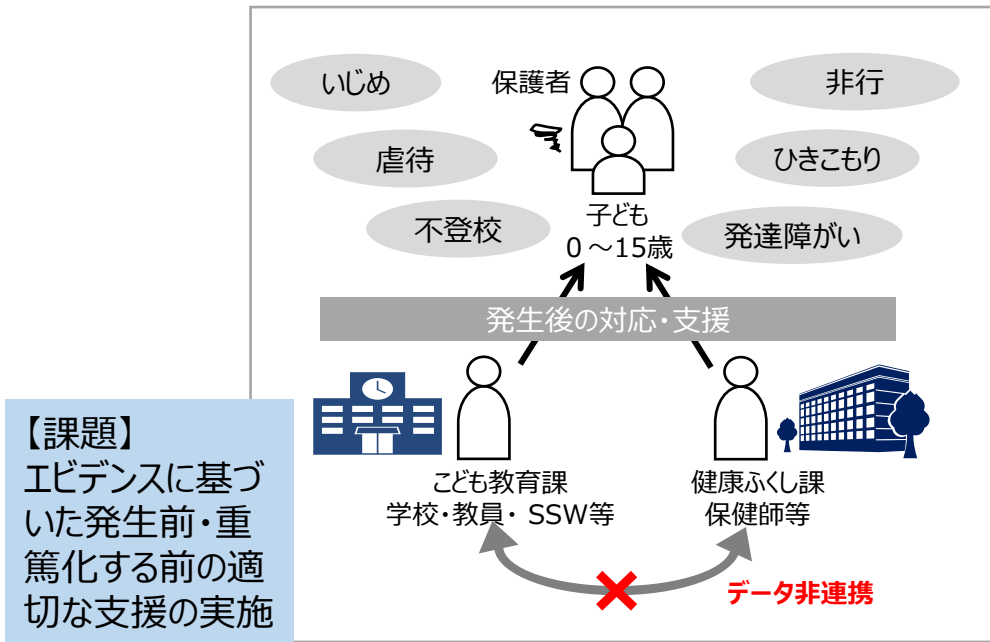 いじめ
保護者
非行
虐待
ひきこもり
不登校
子ども
0～15歳
発達障がい
発生後の対応・支援
【課題】
エビデンスに基づ
いた発生前・重
篤化する前の適
切な支援の実施
こども教育課
学校・教員・ SSW等
健康ふくし課
保健師等
データ非連携